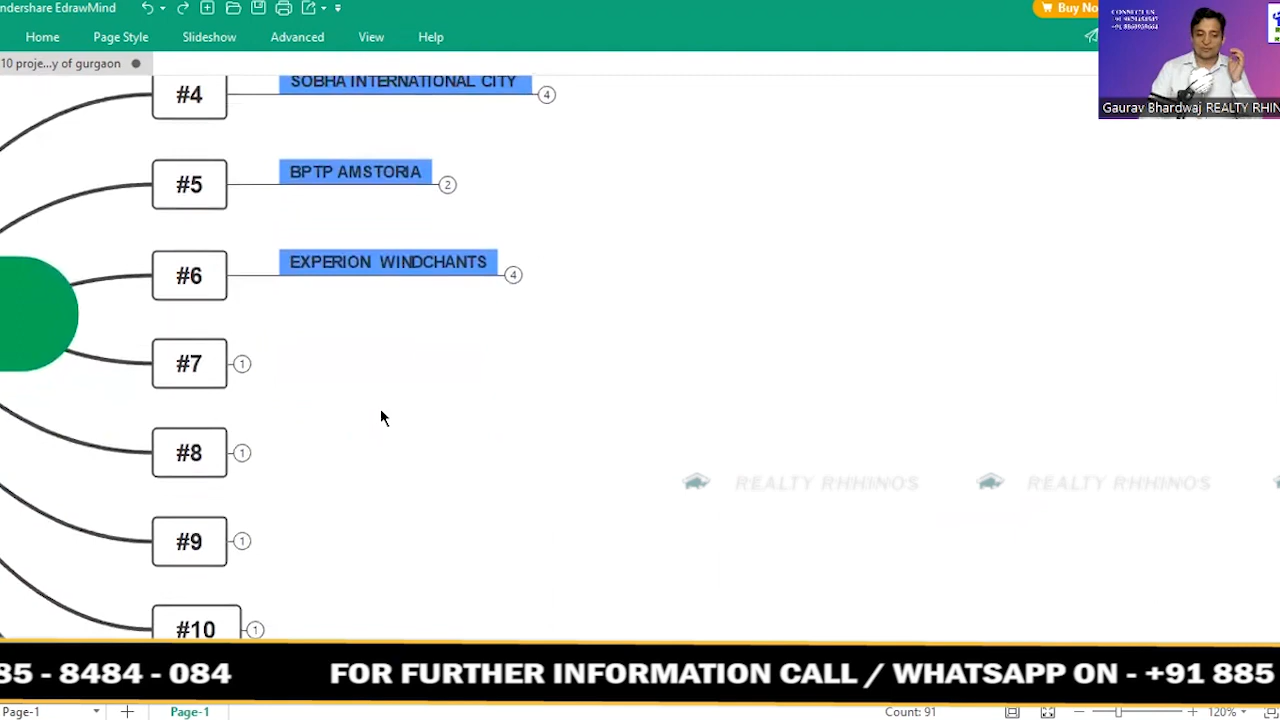 ndershare EdrawMind
Buy No
Home Page Style Slideshow Advanced View Help
10 proje...y of gurgaon
CONNECT US
Gaurav Bhardwaj REALTY RHIN
#4 SOBHA INTERNATIONAL CITY 4
#5 BPTP AMSTORIA 2
#6 EXPERION WINDCHANTS 4
#7 1
#8 1
REALTY RHHINOS REALTY RHHINOS
#9 1
#10 1
85 - 8484 - 084 FOR FURTHER INFORMATION CALL / WHATSAPP ON - +91 885
Page-1 Page-1 Count: 91 120%